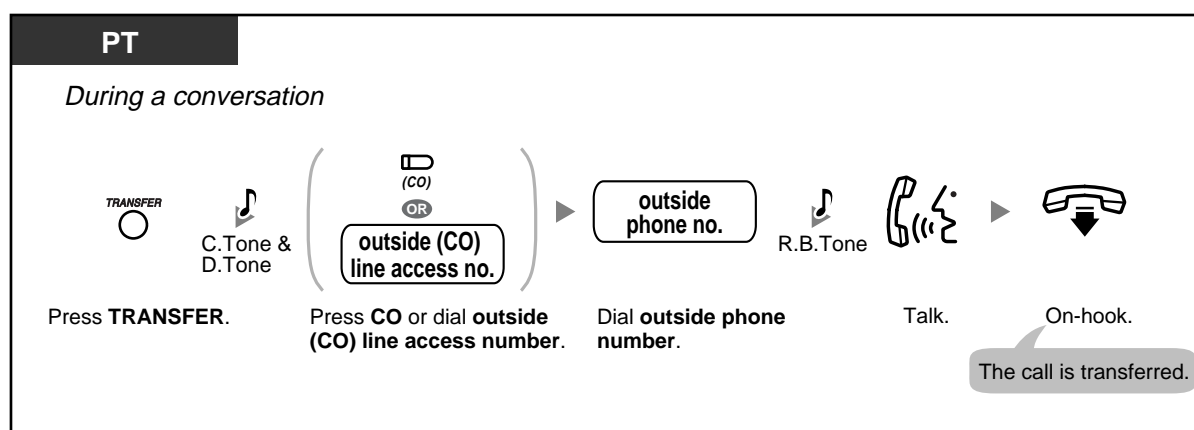 PT
During a conversation
TRANSFER
C.Tone &
D.Tone
(CO)
OR
outside (CO)
line access no.
outside
phone no.
R.B.Tone
Press TRANSFER.
Press CO or dial outside
(CO) line access number.
Dial outside phone
number.
Talk.
On-hook.
The call is transferred.